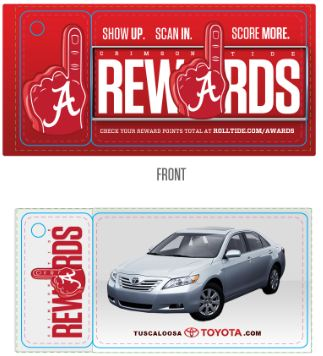 SHOW UP. SCAN IN. SCORE MORE.
CRIMSON TIDE
REWARDS
CHECK YOUR REWARD POINTS TOTAL AT ROLLTIDE.COM/AWARDS
FRONT
CRIMSON TIDE
REWARDS
TUSCALOOSA TOYOTA.COM